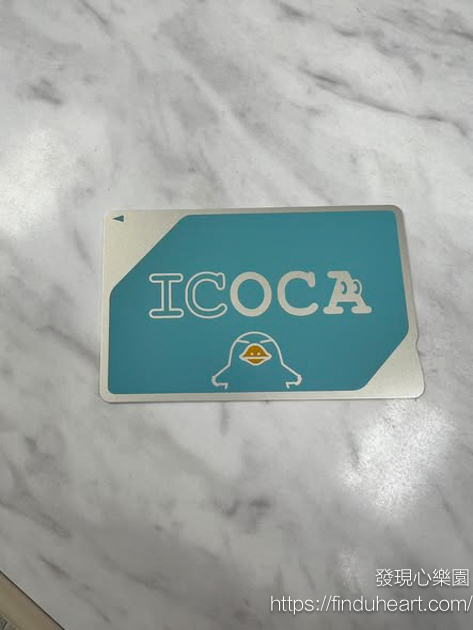 ICOCA
發現心樂園
https://finduheart.com/